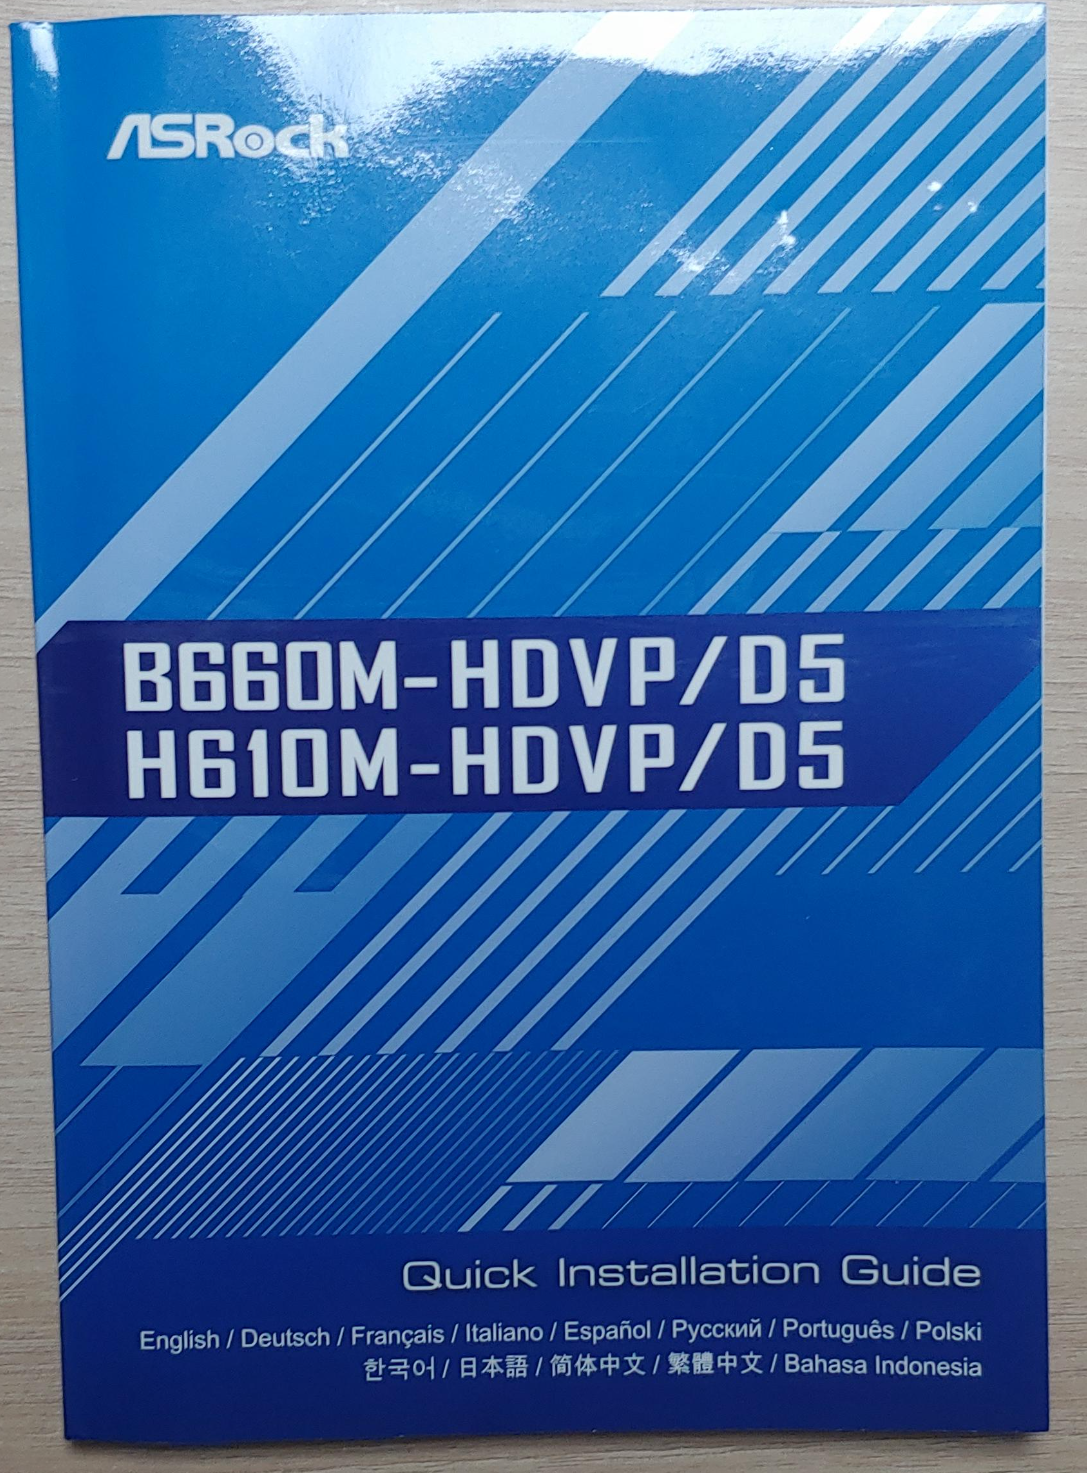 ASRock
B660M-HDVP/D5
H610M-HDVP/D5
Quick Installation Guide
English / Deutsch / Français / Italiano / Español / Русский / Português / Polski
한국어 / 日本語 / 简体中文 / 繁體中文 / Bahasa Indonesia